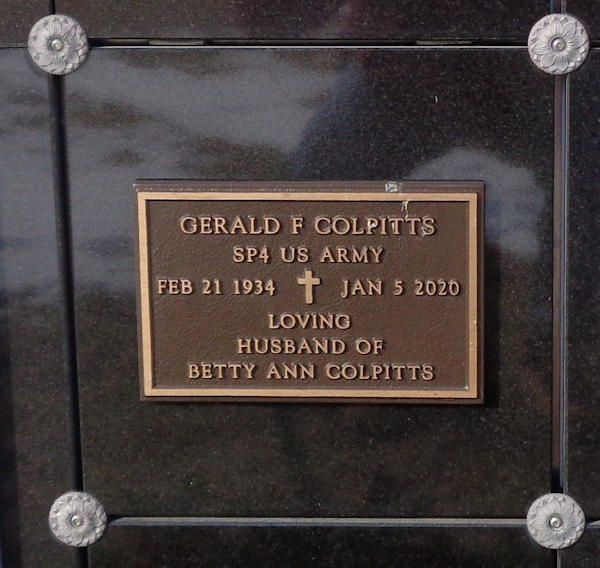 GERALD F COLPITTS
SP4 US ARMY
FEB 21 1934 JAN 5 2020
LOVING
HUSBAND OF
BETTY ANN COLPITTS